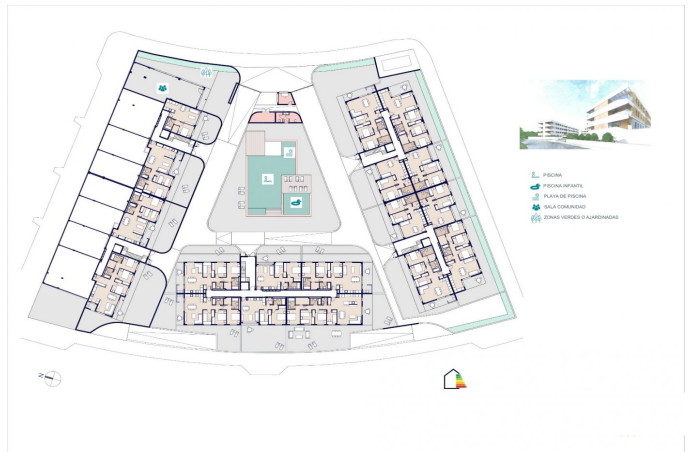 PISCINA
PISCINA INFANTIL
PLAYA DE PISCINA
SALA COMUNIDAD
ZONAS VERDES O AJARDINADAS
N